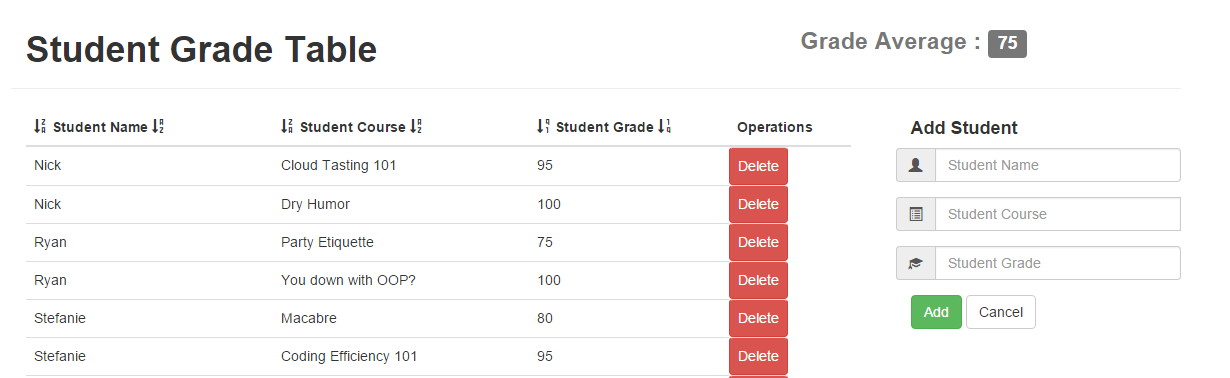 Student Grade Table
Grade Average : 75
Student Name Student Course Student Grade Operations
Nick Cloud Tasting 101 95 Delete
Nick Dry Humor 100 Delete
Ryan Party Etiquette 75 Delete
Ryan You down with OOP? 100 Delete
Stefanie Macabre 80 Delete
Stefanie Coding Efficiency 101 95 Delete
Add Student
Student Name
Student Course
Student Grade
Add Cancel